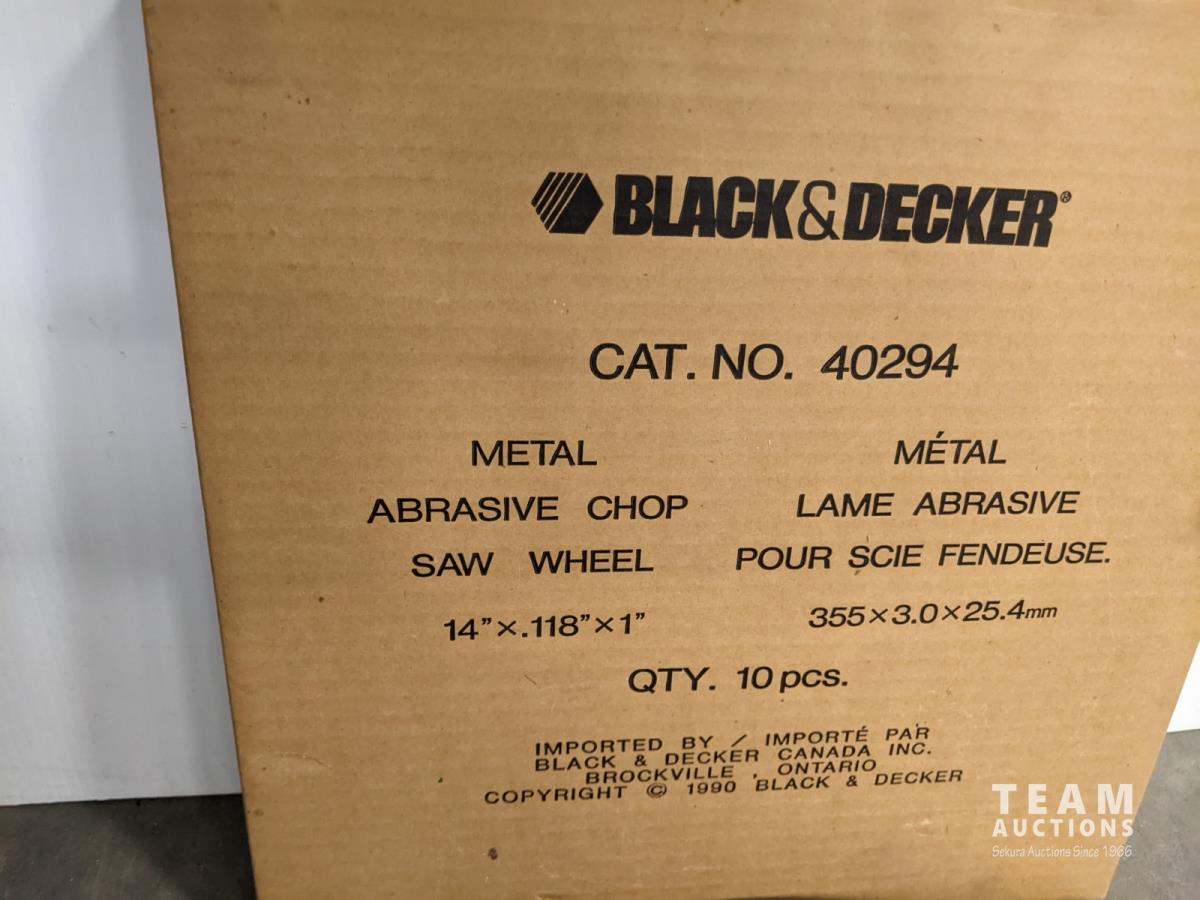 BLACK&DECKER®
CAT. NO. 40294
METAL
ABRASIVE CHOP
SAW WHEEL
14"×.118"×1"
MÉTAL
LAME ABRASIVE
POUR SCIE FENDEUSE.
355×3.0×25.4mm
QTY. 10 pcs.
IMPORTED BY / IMPORTÉ PAR
BLACK & DECKER CANADA INC.
BROCKVILLE , ONTARIO
COPYRIGHT © 1990 BLACK & DECKER
TEAM
AUCTIONS
Sekura Auctions Since 1966